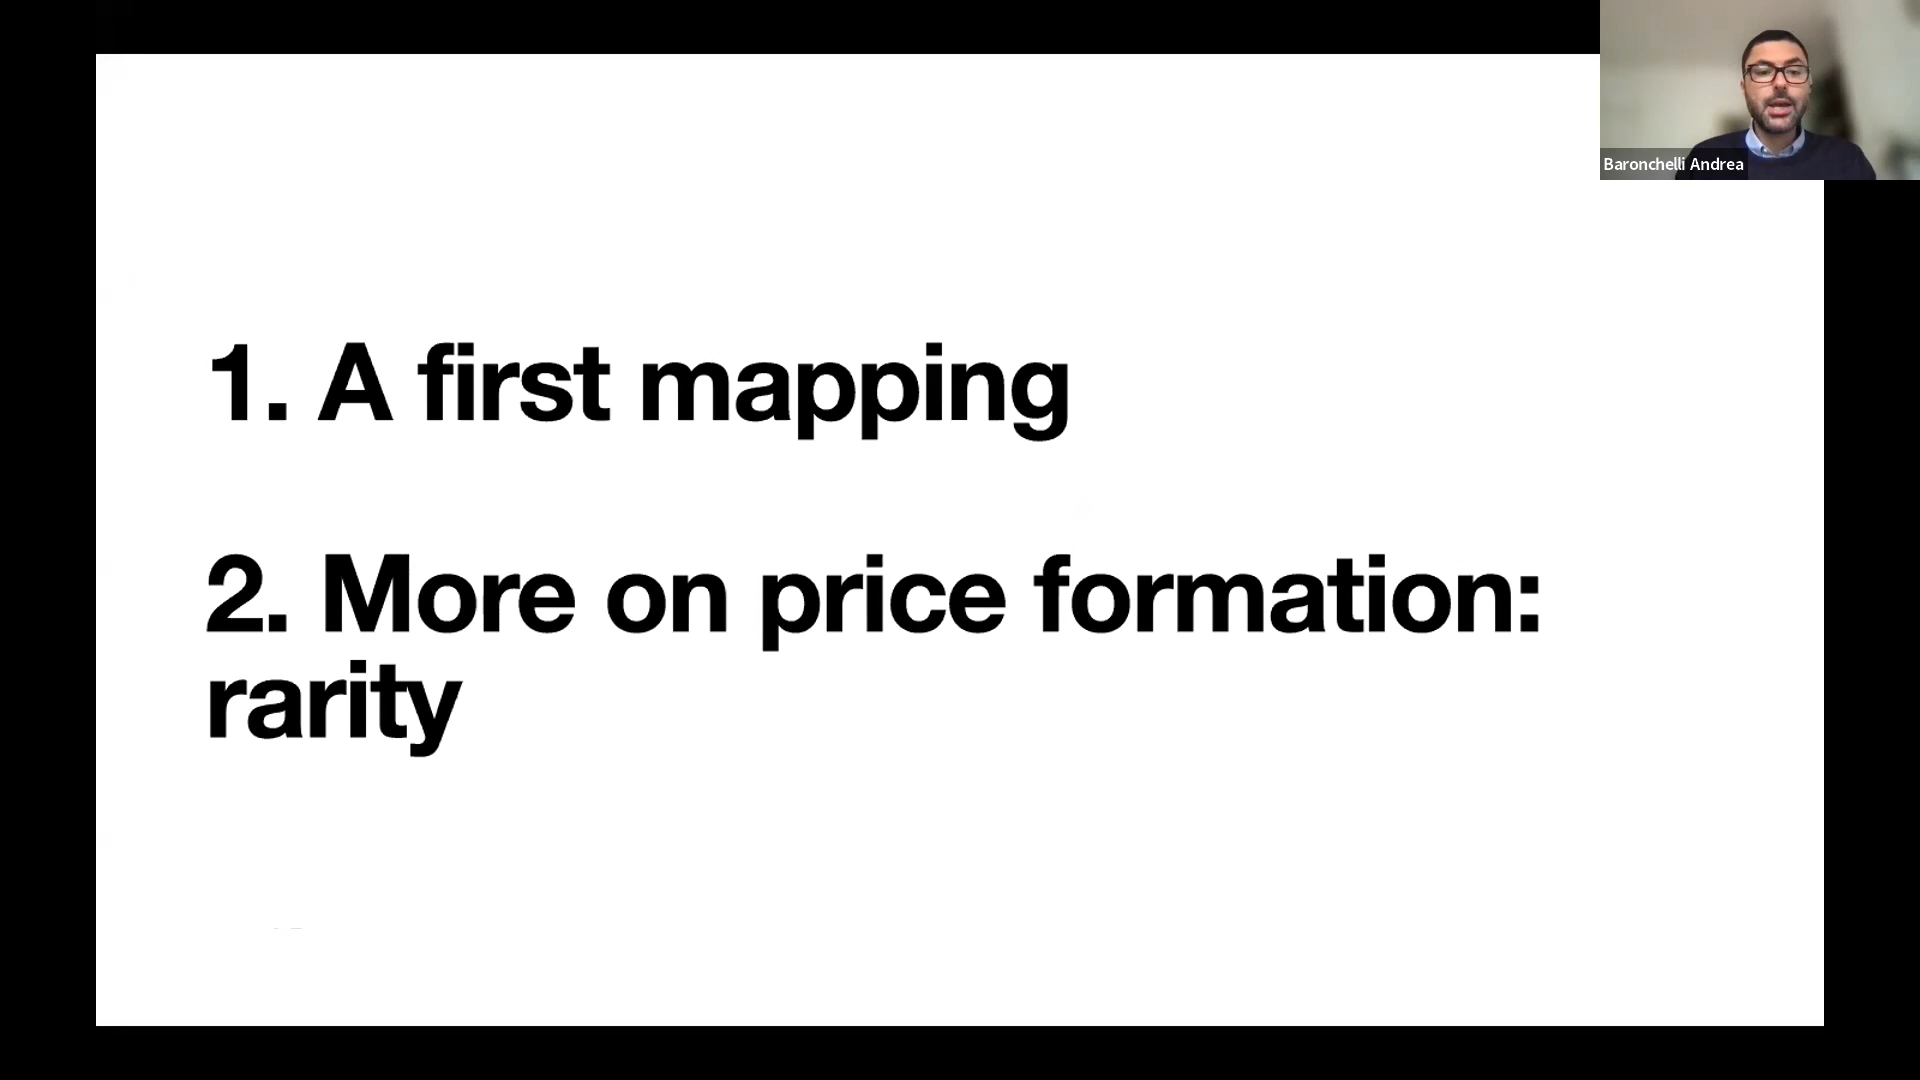 Baronchelli Andrea
1. A first mapping
2. More on price formation:
rarity